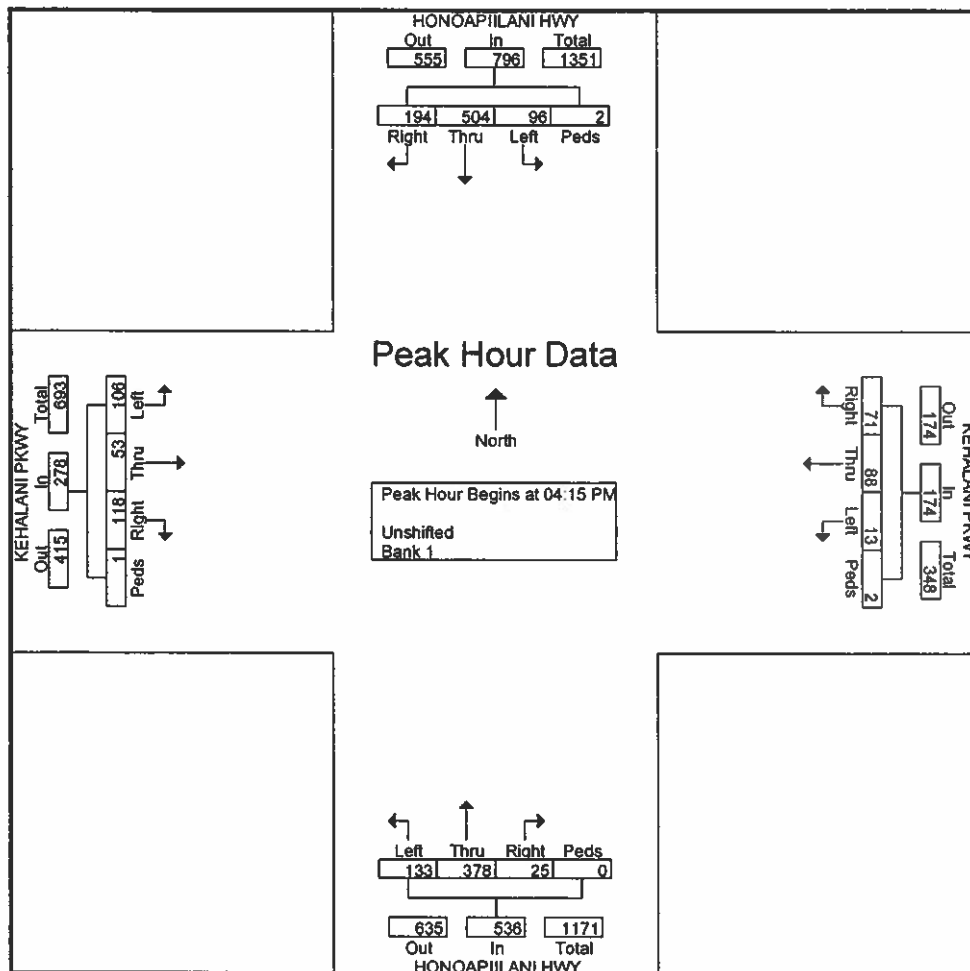 HONOAPIILANI HWY
Out In Total
555 796 1351
194 504 96 2
Right Thru Left Peds
Peak Hour Data
North
Peak Hour Begins at 04:15 PM
Unshifted
Bank 1
KEHALANI PKWY
Total In Out
693 278 415
106 53 118 1
Left Thru Right Peds
KEHALANI PKWY
Out In Total
174 174 348
71 88 13 2
Right Thru Left Peds
Left Thru Right Peds
133 378 25 0
635 536 1171
Out In Total
HONOAPIILANI HWY